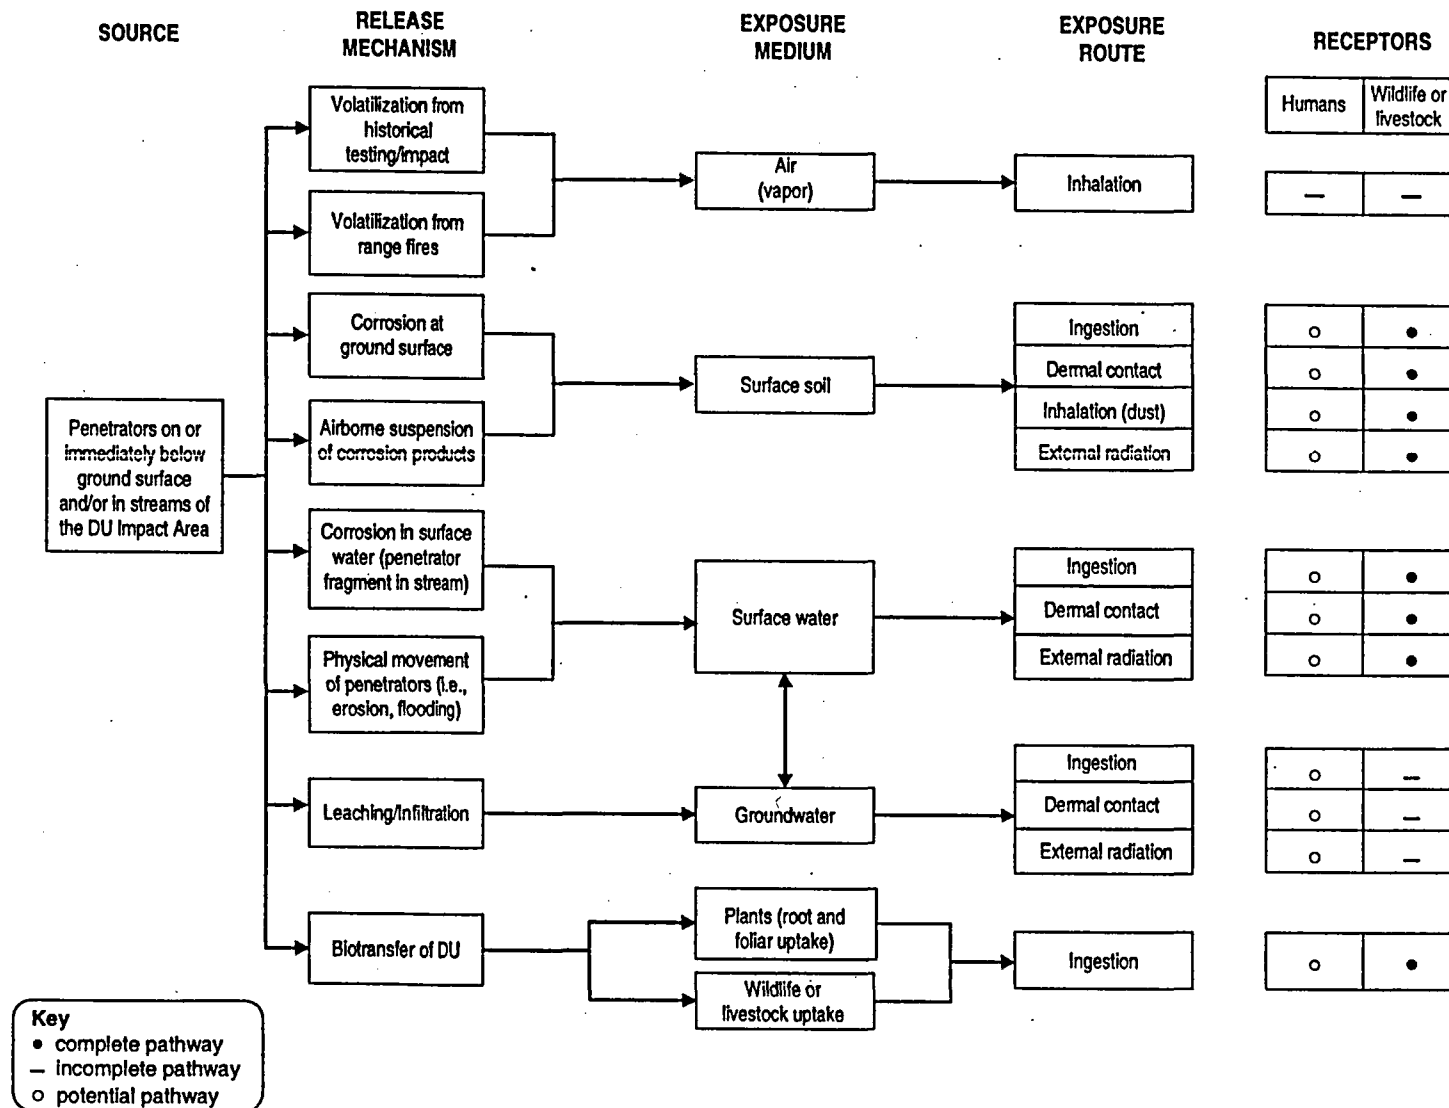 SOURCE
RELEASE
MECHANISM
EXPOSURE
MEDIUM
EXPOSURE
ROUTE
RECEPTORS
Humans
Wildlife or
livestock
Volatilization from
historical
testing/impact
Volatilization from
range fires
Air
(vapor)
Inhalation
– –
Corrosion at
ground surface
Airborne suspension
of corrosion products
Surface soil
Ingestion
○ ●
Dermal contact
○ ●
Inhalation (dust)
○ ●
External radiation
○ ●
Penetrators on or
immediately below
ground surface
and/or in streams of
the DU Impact Area
Corrosion in surface
water (penetrator
fragment in stream)
Physical movement
of penetrators (i.e.,
erosion, flooding)
Surface water
Ingestion
○ ●
Dermal contact
○ ●
External radiation
○ ●
Leaching/Infiltration
Groundwater
Ingestion
○ –
Dermal contact
○ –
External radiation
○ –
Biotransfer of DU
Plants (root and
foliar uptake)
Wildlife or
livestock uptake
Ingestion
○ ●
Key
● complete pathway
– incomplete pathway
○ potential pathway